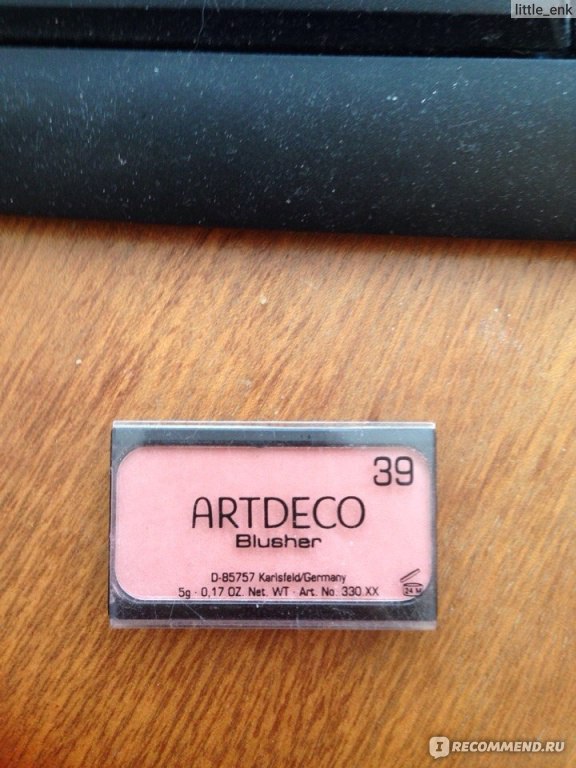 little_enk
39
ARTDECO
Blusher
D-85757 Karlsfeld/Germany
5g · 0,17 OZ. Net. WT · Art. No. 330.XX
24 M
I RECOMMEND.RU